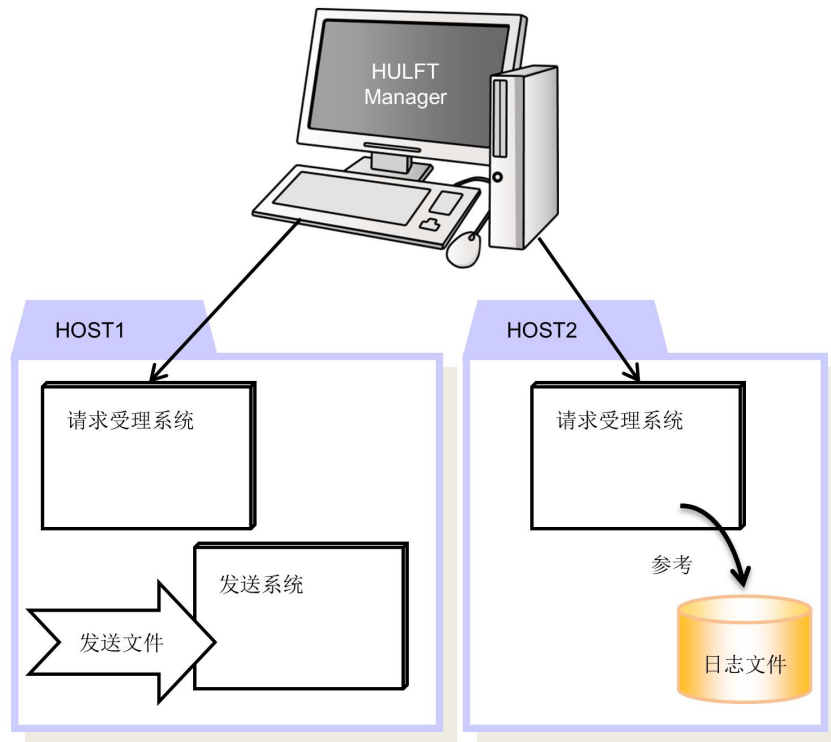 HULFT
Manager
HOST1
请求受理系统
发送系统
发送文件
HOST2
请求受理系统
参考
日志文件